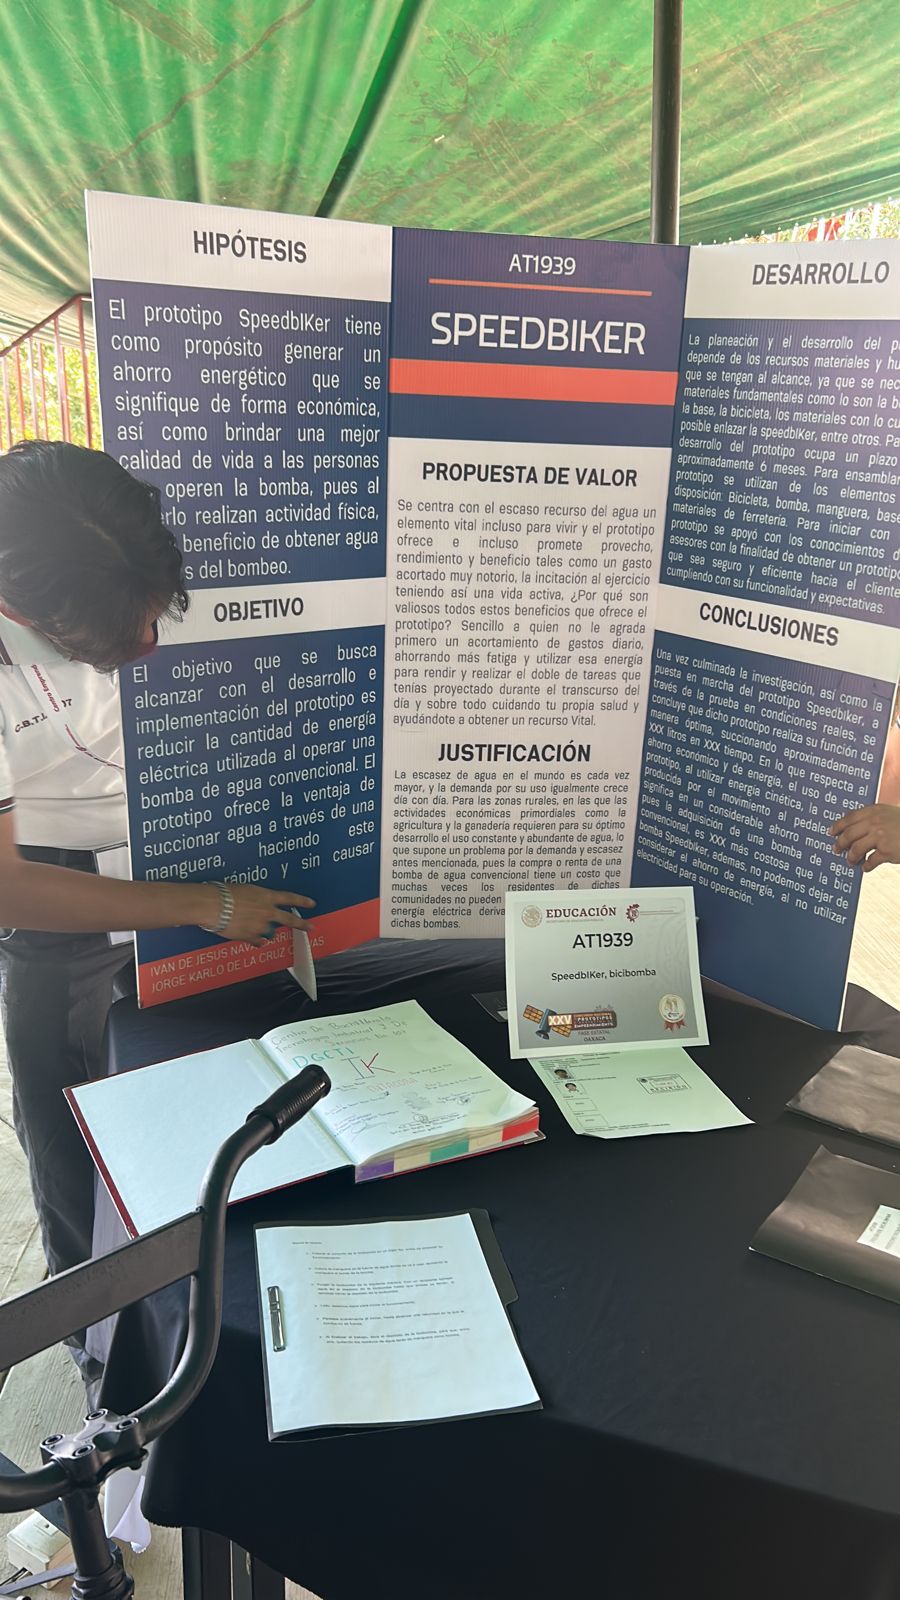 HIPÓTESIS
El prototipo SpeedbIKer tiene
como propósito generar un
ahorro energético que se
signifique de forma económica,
así como brindar una mejor
calidad de vida a las personas
operen la bomba, pues al
realizan actividad física,
beneficio de obtener agua
del bombeo.
OBJETIVO
El objetivo que se busca
alcanzar con el desarrollo e
implementación del prototipo es
reducir la cantidad de energía
eléctrica utilizada al operar una
bomba de agua convencional. El
prototipo ofrece la ventaja de
succionar agua a través de una
manguera, haciendo este
rápido y sin causar
IVAN DE JESUS
JORGE KARLO DE LA CRUZ
AT1939
SPEEDBIKER
PROPUESTA DE VALOR
Se centra con el escaso recurso del agua un
elemento vital incluso para vivir y el prototipo
ofrece e incluso promete provecho,
rendimiento y beneficio tales como un gasto
acortado muy notorio, la incitación al ejercicio
teniendo así una vida activa, ¿Por qué son
valiosos todos estos beneficios que ofrece el
prototipo? Sencillo a quien no le agrada
primero un acortamiento de gastos diario,
ahorrando más fatiga y utilizar esa energía
para rendir y realizar el doble de tareas que
tenías proyectado durante el transcurso del
día y sobre todo cuidando tu propia salud y
ayudándote a obtener un recurso Vital.
JUSTIFICACIÓN
La escasez de agua en el mundo es cada vez
mayor, y la demanda por su uso igualmente crece
día con día. Para las zonas rurales, en las que las
actividades económicas primordiales como la
agricultura y la ganadería requieren para su óptimo
desarrollo el uso constante y abundante de agua, lo
que supone un problema por la demanda y escasez
antes mencionada, pues la compra o renta de una
bomba de agua convencional tiene un costo que
muchas veces los residentes de dichas
comunidades no pueden
energía eléctrica
dichas bombas.
DESARROLLO
La planeación y el desarrollo del
depende de los recursos materiales y
que se tengan al alcance, ya que se
materiales fundamentales como lo son la
la base, la bicicleta, los materiales con lo
posible enlazar la speedbIKer, entre otros.
desarrollo del prototipo ocupa un plazo
aproximadamente 6 meses. Para
prototipo se utilizan de los elementos
disposición: Bicicleta, bomba, manguera,
materiales de ferretería. Para iniciar con
prototipo se apoyó con los conocimientos
asesores con la finalidad de obtener un prototipo
que sea seguro y eficiente hacia el cliente
cumpliendo con su funcionalidad y expectativas.
CONCLUSIONES
Una vez culminada la investigación, así como la
puesta en marcha del prototipo Speedbiker, a
través de la prueba en condiciones reales, se
concluye que dicho prototipo realiza su función de
manera óptima, succionando aproximadamente
XXX litros en XXX tiempo. En lo que respecta al
ahorro económico y de energía, el uso de este
prototipo, al utilizar energía cinética, la cual
producida por el movimiento al pedalear
significa en un considerable ahorro
pues la adquisición de una bomba de agua
convencional, es XXX más costosa que la bici
bomba Speedbiker, además, no podemos dejar de
considerar el ahorro de energía, al no utilizar
electricidad para su operación.
EDUCACIÓN
AT1939
SpeedbIKer, bicibomba
XXV
PROTOTIPOS
EMPRENDIMIENTO
FASE ESTATAL
OAXACA
Centro De Bachillerato
Tecnologico Industrial Y De
Servicios
DGETI